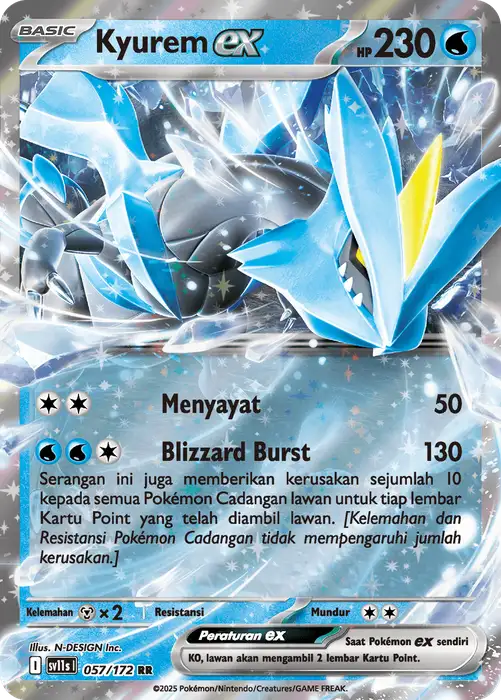 BASIC
Kyurem ex
HP 230
Menyayat 50
Blizzard Burst 130
Serangan ini juga memberikan kerusakan sejumlah 10
kepada semua Pokémon Cadangan lawan untuk tiap lembar
Kartu Point yang telah diambil lawan. [Kelemahan dan
Resistansi Pokémon Cadangan tidak mempengaruhi jumlah
kerusakan.]
Kelemahan ×2 Resistansi Mundur
Peraturan ex Saat Pokémon ex sendiri
KO, lawan akan mengambil 2 lembar Kartu Point.
Illus. N-DESIGN Inc.
I sv11s I 057/172 RR
©2025 Pokémon/Nintendo/Creatures/GAME FREAK.